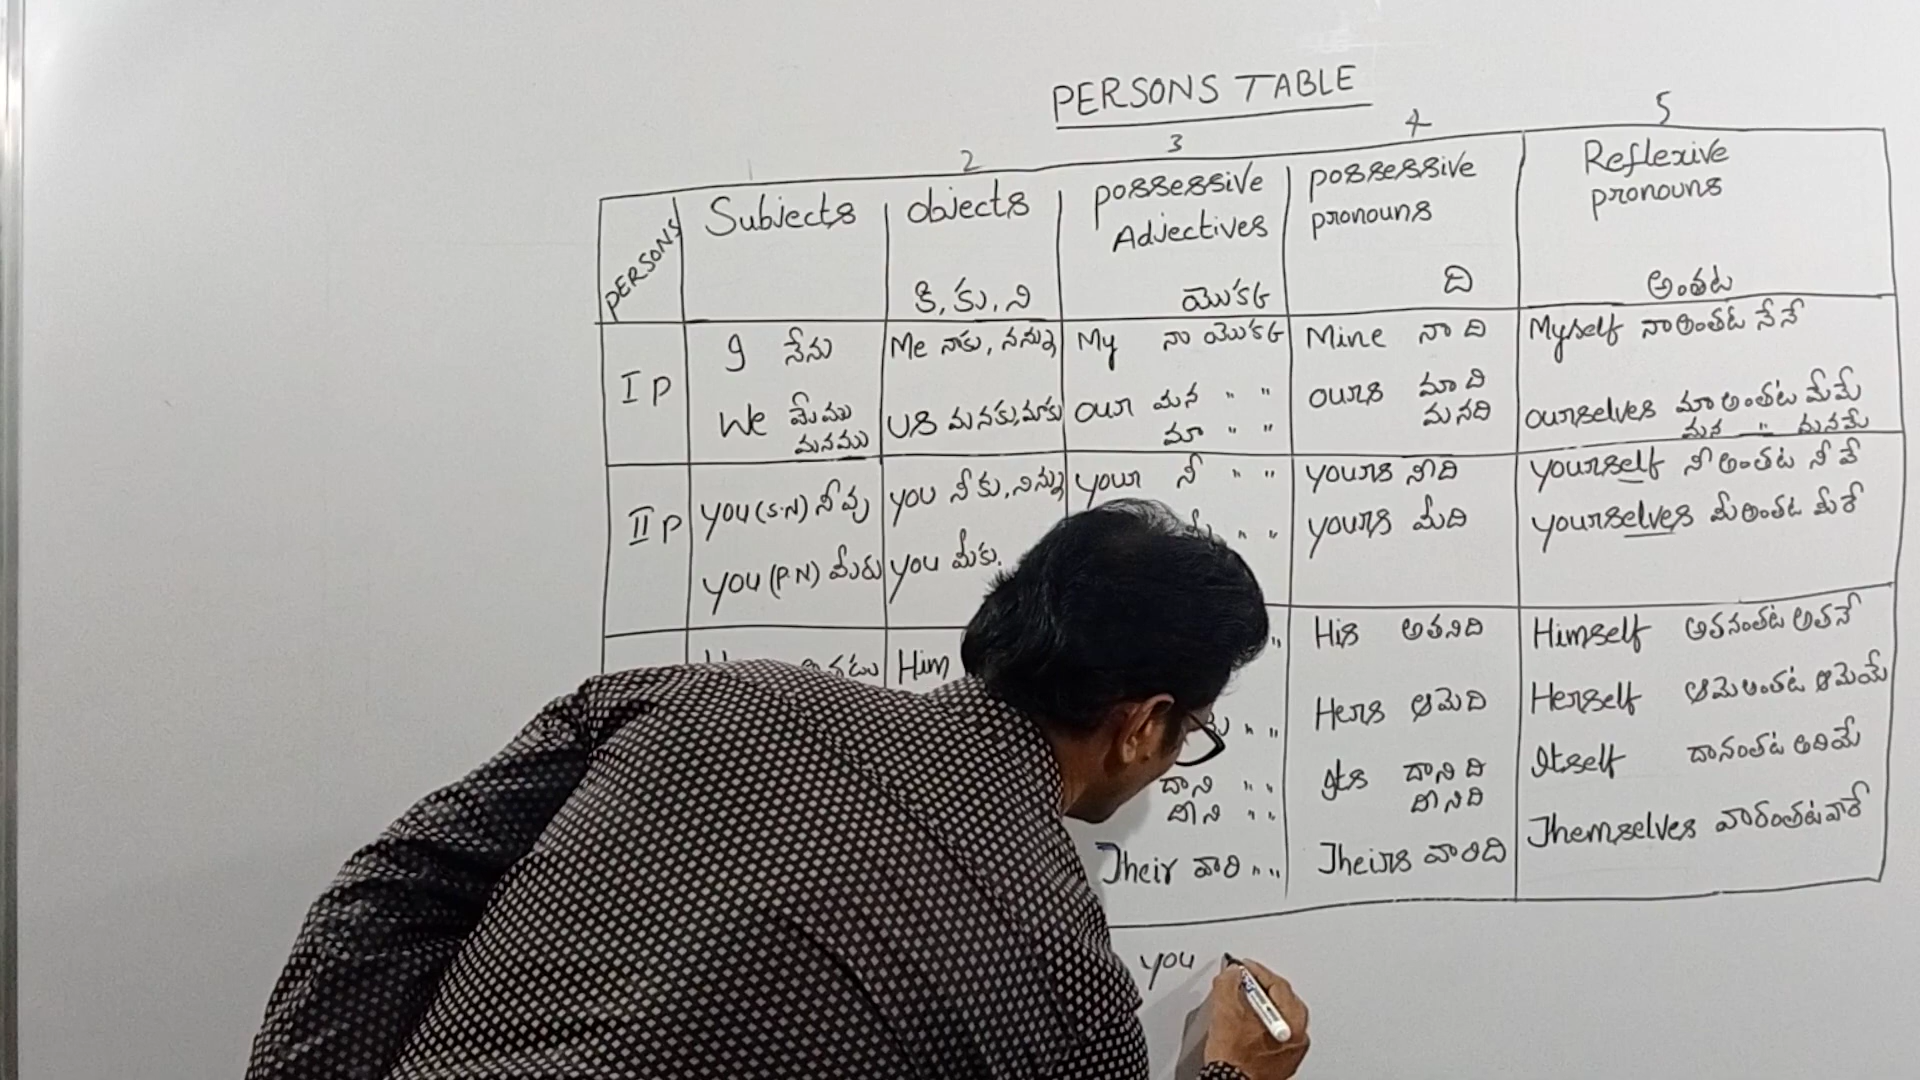 PERSONS TABLE
1 2 3 4 5
PERSONS Subjects objects possessive Adjectives possessive pronouns Reflexive pronouns
కి, కు, ని యొక్క ది అంతట
I P I నేను Me నాకు, నన్ను My నా యొక్క Mine నా ది Myself నా అంతట నేనే
We మేము మనము us మనకు, మాకు our మన " " మా " " ours మా ది మనది ourselves మా అంతట మేమే మన " మనమే
II P you (S.N) నీవు you నీకు, నిన్ను your నీ " " yours నీది yourself నీ అంతట నీవే
you (P.N) మీరు you మీకు. " " yours మీది yourselves మీ అంతట మీరే
Him " His అతనిది Himself అతనంతట అతనే
" " Hers ఆమెది Herself ఆమె అంతట ఆమెయే
దాని " " దీని " " Its దాని ది దీనిది Itself దానంతట అదియే
Their వారి " " Theirs వారిది Themselves వారంతట వారే
you